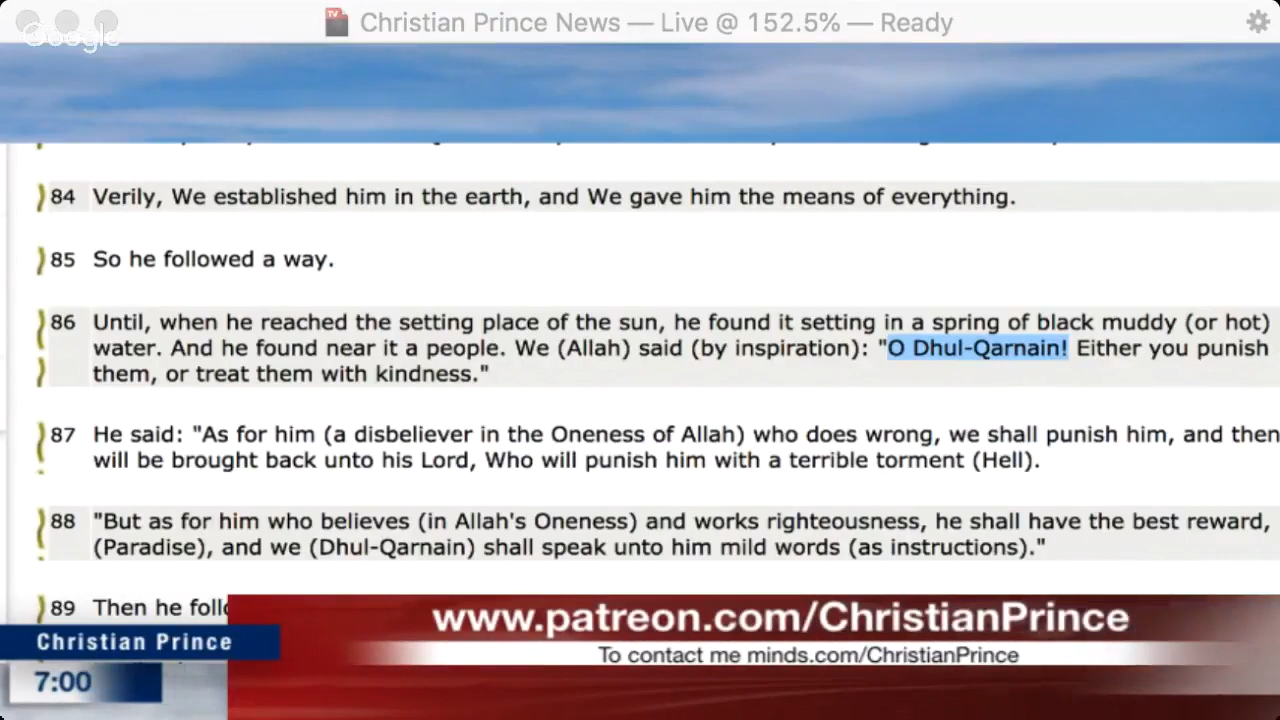 Google
TV
Christian Prince News — Live @ 152.5% — Ready
84 Verily, We established him in the earth, and We gave him the means of everything.
85 So he followed a way.
86 Until, when he reached the setting place of the sun, he found it setting in a spring of black muddy (or hot)
water. And he found near it a people. We (Allah) said (by inspiration): "O Dhul-Qarnain! Either you punish
them, or treat them with kindness."
87 He said: "As for him (a disbeliever in the Oneness of Allah) who does wrong, we shall punish him, and then
will be brought back unto his Lord, Who will punish him with a terrible torment (Hell).
88 "But as for him who believes (in Allah's Oneness) and works righteousness, he shall have the best reward,
(Paradise), and we (Dhul-Qarnain) shall speak unto him mild words (as instructions)."
89 Then he
www.patreon.com/ChristianPrince
Christian Prince
To contact me minds.com/ChristianPrince
7:00